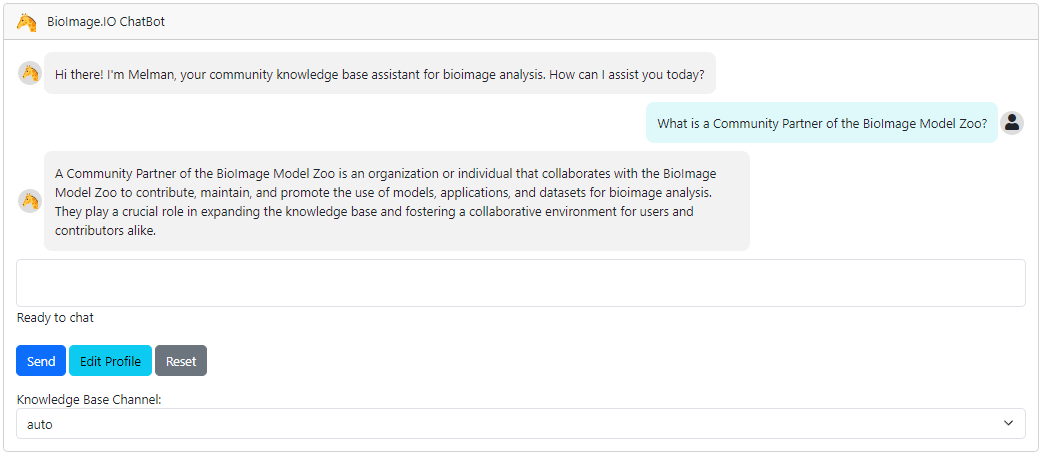 BioImage.IO ChatBot
Hi there! I'm Melman, your community knowledge base assistant for bioimage analysis. How can I assist you today?
What is a Community Partner of the BioImage Model Zoo?
A Community Partner of the BioImage Model Zoo is an organization or individual that collaborates with the BioImage
Model Zoo to contribute, maintain, and promote the use of models, applications, and datasets for bioimage analysis.
They play a crucial role in expanding the knowledge base and fostering a collaborative environment for users and
contributors alike.
Ready to chat
Send Edit Profile Reset
Knowledge Base Channel:
auto